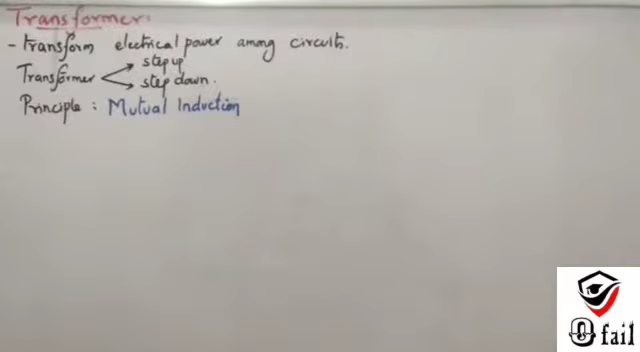 Transformer:
- transform electrical power among circuits.
Transformer step up
step down.
Principle : Mutual Induction
0 fail